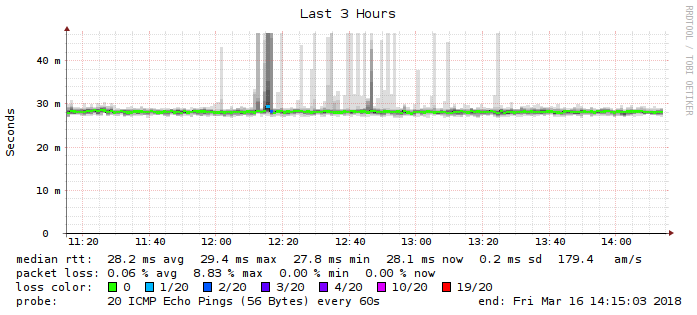 Last 3 Hours
RRDTOOL / TOBI OETIKER
Seconds
40 m
30 m
20 m
10 m
0
11:20 11:40 12:00 12:20 12:40 13:00 13:20 13:40 14:00
median rtt: 28.2 ms avg 29.4 ms max 27.8 ms min 28.1 ms now 0.2 ms sd 179.4 am/s
packet loss: 0.06 % avg 8.83 % max 0.00 % min 0.00 % now
loss color: 0 1/20 2/20 3/20 4/20 10/20 19/20
probe: 20 ICMP Echo Pings (56 Bytes) every 60s end: Fri Mar 16 14:15:03 2018